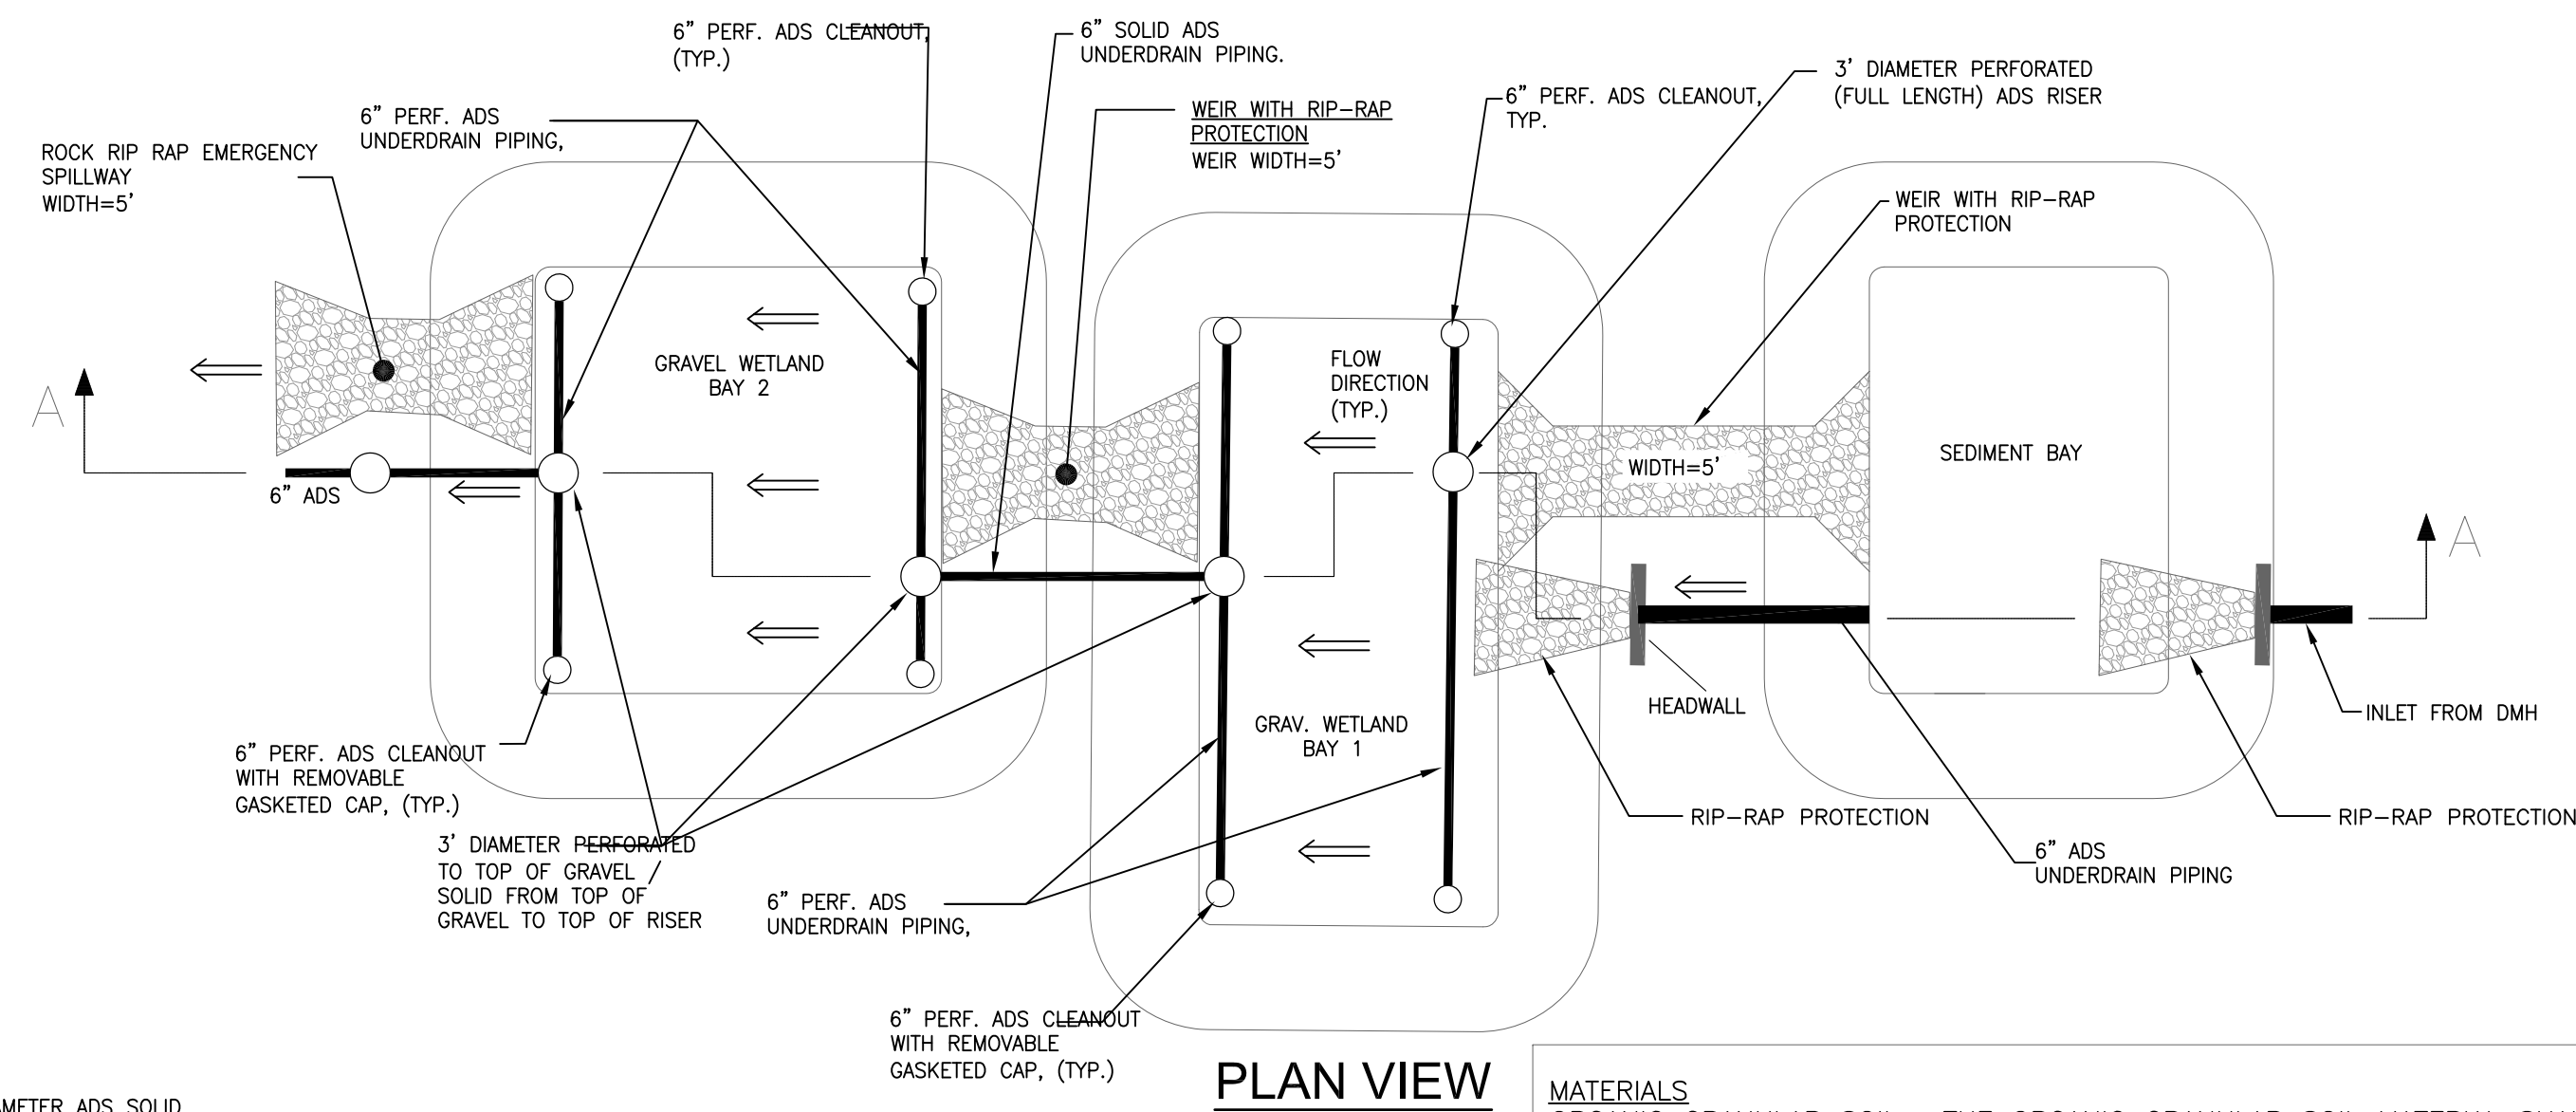 6" PERF. ADS CLEANOUT,
(TYP.)
6" SOLID ADS
UNDERDRAIN PIPING.
3' DIAMETER PERFORATED
(FULL LENGTH) ADS RISER
6" PERF. ADS
UNDERDRAIN PIPING,
WEIR WITH RIP-RAP
PROTECTION
WEIR WIDTH=5'
6" PERF. ADS CLEANOUT,
TYP.
ROCK RIP RAP EMERGENCY
SPILLWAY
WIDTH=5'
WEIR WITH RIP-RAP
PROTECTION
GRAVEL WETLAND
BAY 2
FLOW
DIRECTION
(TYP.)
A
WIDTH=5'
SEDIMENT BAY
6" ADS
A
HEADWALL
INLET FROM DMH
GRAV. WETLAND
BAY 1
6" PERF. ADS CLEANOUT
WITH REMOVABLE
GASKETED CAP, (TYP.)
RIP-RAP PROTECTION
RIP-RAP PROTECTION
3' DIAMETER PERFORATED
TO TOP OF GRAVEL
SOLID FROM TOP OF
GRAVEL TO TOP OF RISER
6" ADS
UNDERDRAIN PIPING
6" PERF. ADS
UNDERDRAIN PIPING,
6" PERF. ADS CLEANOUT
WITH REMOVABLE
GASKETED CAP, (TYP.)
PLAN VIEW
MATERIALS
ADS SOLID